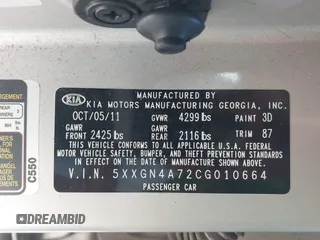 MANUFACTURED BY
KIA KIA MOTORS MANUFACTURING GEORGIA, INC.
OCT/05/11 GVWR 4299 lbs PAINT 3D
GAWR FRONT 2425 lbs GAWR REAR 2116 lbs TRIM 87
THIS VEHICLE CONFORMS TO ALL APPLICABLE U.S.A. FEDERAL
MOTOR VEHICLE SAFETY, BUMPER, AND THEFT PREVENTION
STANDARDS IN EFFECT ON THE DATE OF MANUFACTURE SHOWN ABOVE.
V.I.N. 5XXGN4A72CG010664
PASSENGER CAR
C550
DREAMBID